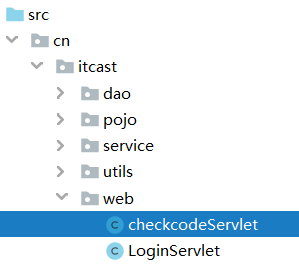 src
cn
itcast
dao
pojo
service
utils
web
checkcodeServlet
LoginServlet